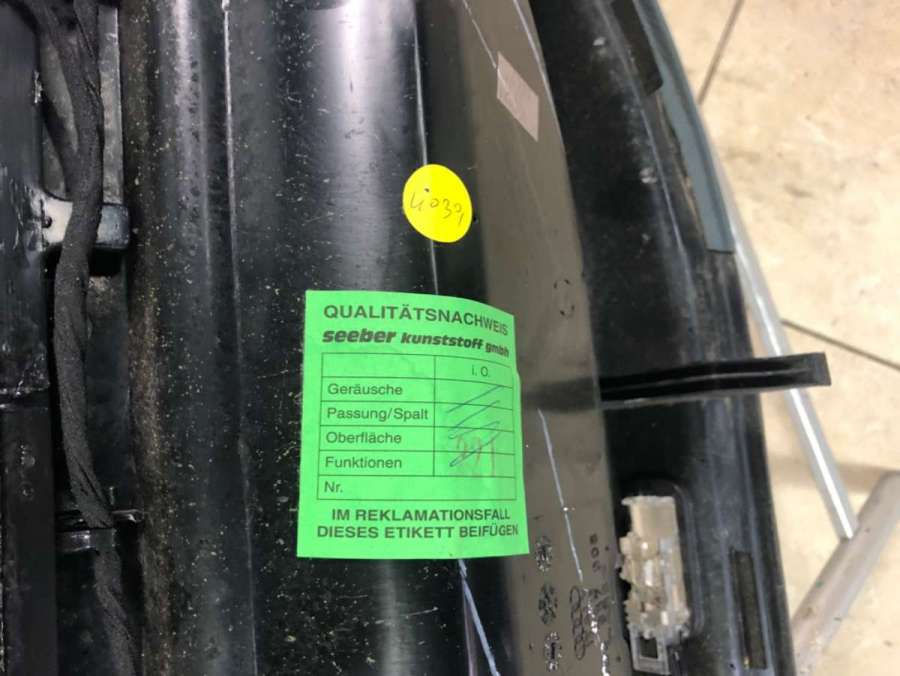 4039
QUALITÄTSNACHWEIS
seeber kunststoff gmbh
i. O.
Geräusche
Passung/Spalt
Oberfläche
Funktionen
Nr.
IM REKLAMATIONSFALL
DIESES ETIKETT BEIFÜGEN